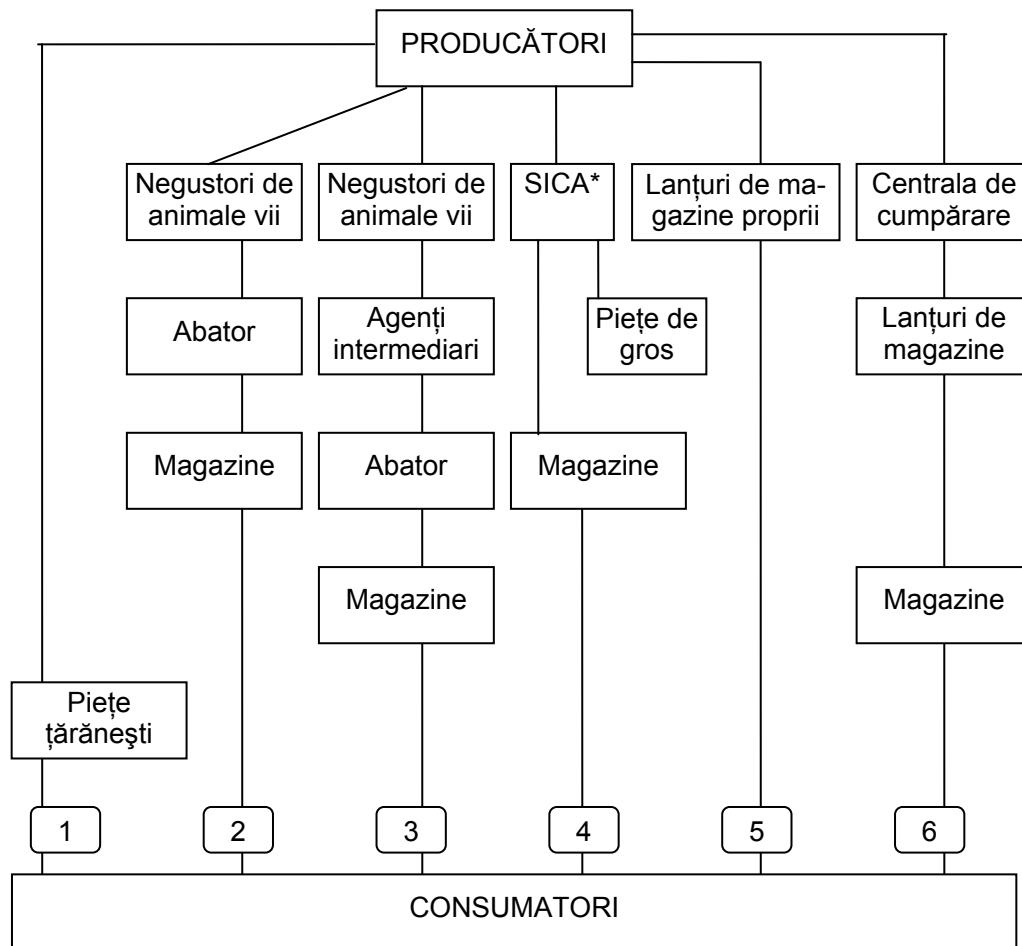 PRODUCĂTORI
Negustori de
animale vii
Negustori de
animale vii
SICA*
Lanțuri de ma-
gazine proprii
Centrala de
cumpărare
Abator
Agenți
intermediari
Piețe de
gros
Lanțuri de
magazine
Magazine
Abator
Magazine
Magazine
Magazine
Piețe
țărăneşti
1
2
3
4
5
6
CONSUMATORI